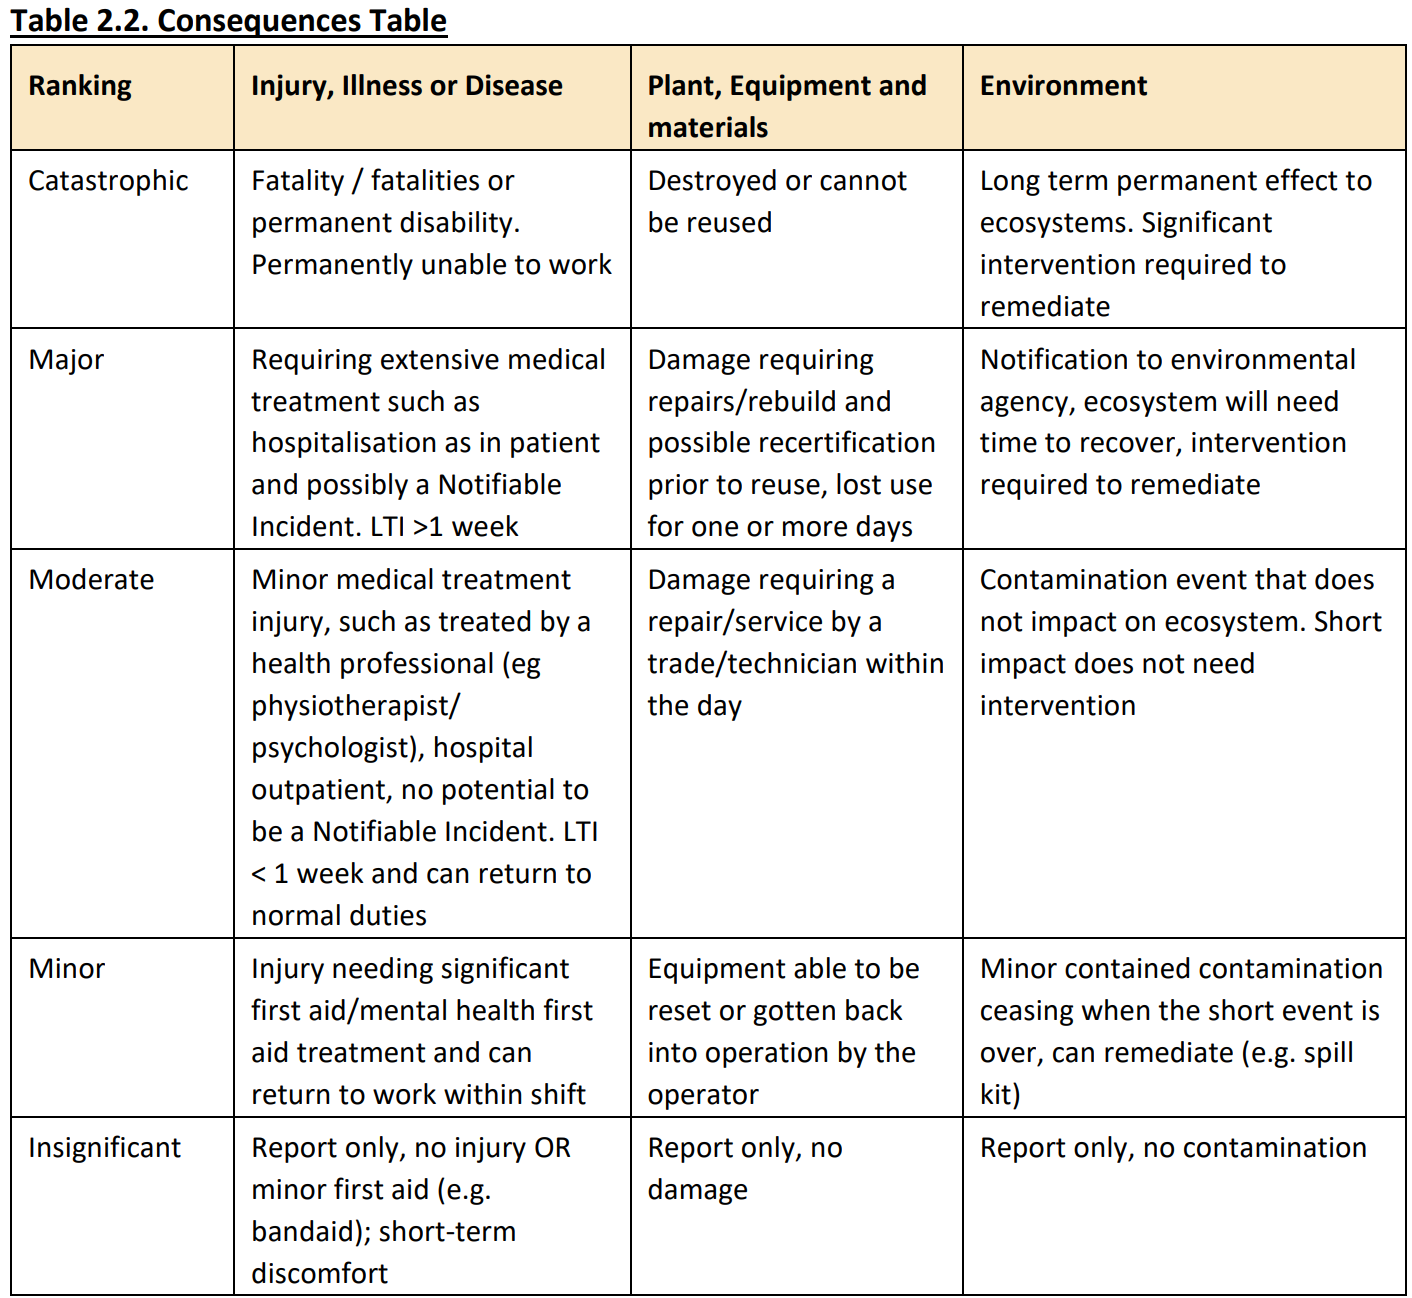 Table 2.2. Consequences Table
Ranking
Injury, Illness or Disease
Plant, Equipment and
materials
Environment
Catastrophic
Fatality / fatalities or
permanent disability.
Permanently unable to work
Destroyed or cannot
be reused
Long term permanent effect to
ecosystems. Significant
intervention required to
remediate
Major
Requiring extensive medical
treatment such as
hospitalisation as in patient
and possibly a Notifiable
Incident. LTI >1 week
Damage requiring
repairs/rebuild and
possible recertification
prior to reuse, lost use
for one or more days
Notification to environmental
agency, ecosystem will need
time to recover, intervention
required to remediate
Moderate
Minor medical treatment
injury, such as treated by a
health professional (eg
physiotherapist/
psychologist), hospital
outpatient, no potential to
be a Notifiable Incident. LTI
< 1 week and can return to
normal duties
Damage requiring a
repair/service by a
trade/technician within
the day
Contamination event that does
not impact on ecosystem. Short
impact does not need
intervention
Minor
Injury needing significant
first aid/mental health first
aid treatment and can
return to work within shift
Equipment able to be
reset or gotten back
into operation by the
operator
Minor contained contamination
ceasing when the short event is
over, can remediate (e.g. spill
kit)
Insignificant
Report only, no injury OR
minor first aid (e.g.
bandaid); short-term
discomfort
Report only, no
damage
Report only, no contamination